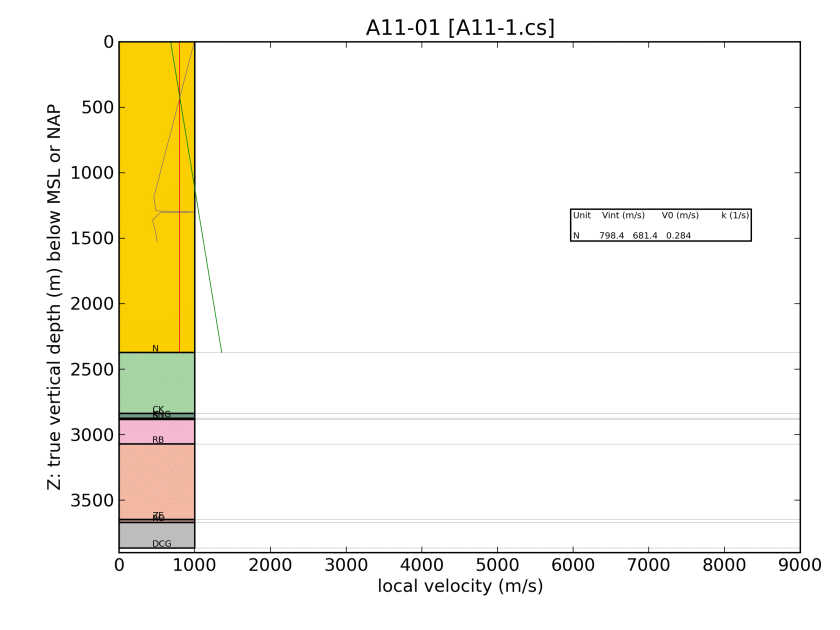 A11-01 [A11-1.cs]
0
500
1000
1500
2000
2500
3000
3500
Z: true vertical depth (m) below MSL or NAP
Unit Vint (m/s) V0 (m/s) k (1/s)
N 798.4 681.4 0.284
N
CK
RB
DCG
0 1000 2000 3000 4000 5000 6000 7000 8000 9000
local velocity (m/s)